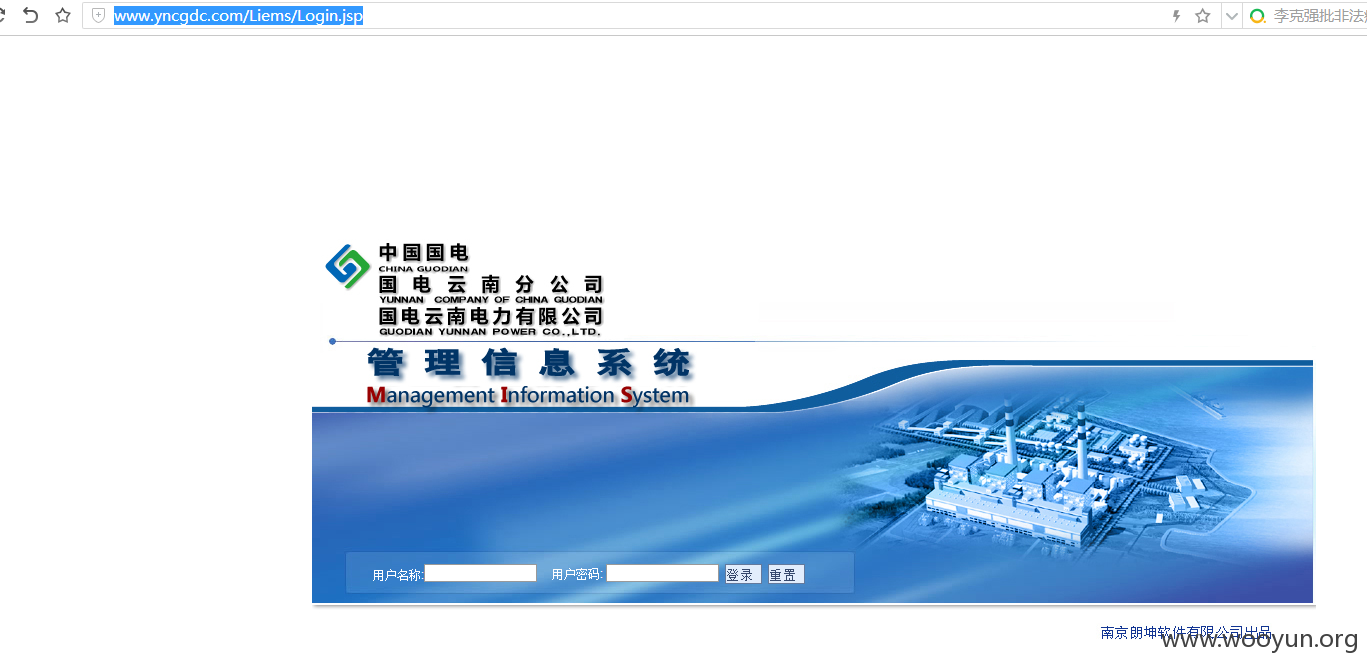 www.yncgdc.com/Liems/Login.jsp
李克强批非法
中国国电
CHINA GUODIAN
国电云南分公司
YUNNAN COMPANY OF CHINA GUODIAN
国电云南电力有限公司
GUODIAN YUNNAN POWER CO.,LTD.
管理信息系统
Management Information System
用户名称: 用户密码: 登录 重置
南京朗坤软件有限公司出品
www.wooyun.org